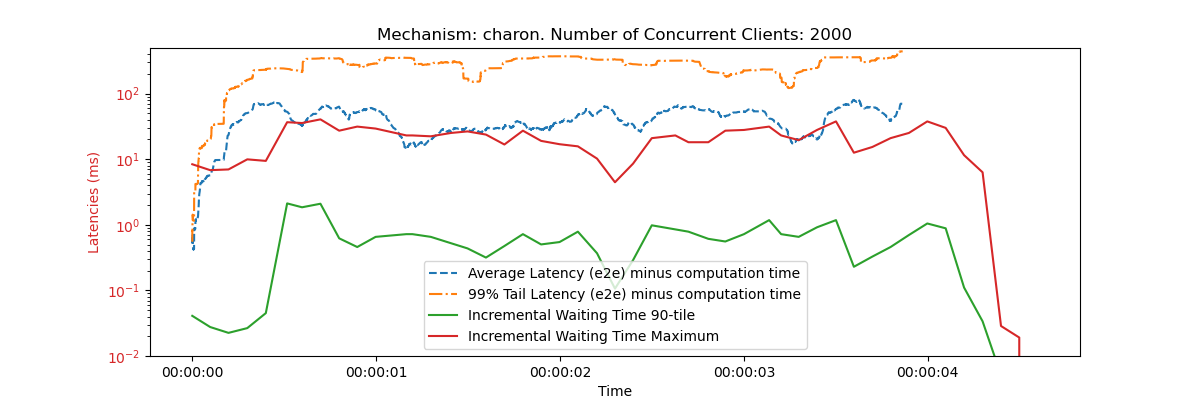 Mechanism: charon. Number of Concurrent Clients: 2000
Latencies (ms)
10²
10¹
10⁰
10⁻¹
10⁻²
Average Latency (e2e) minus computation time
99% Tail Latency (e2e) minus computation time
Incremental Waiting Time 90-tile
Incremental Waiting Time Maximum
00:00:00 00:00:01 00:00:02 00:00:03 00:00:04
Time